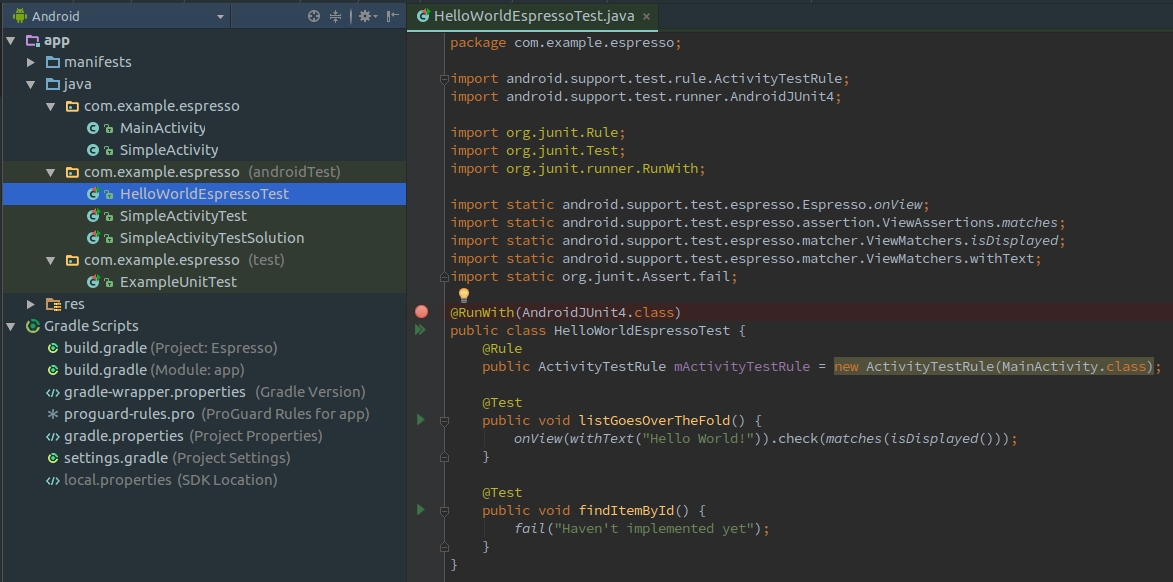 Android
app
manifests
java
com.example.espresso
MainActivity
SimpleActivity
com.example.espresso (androidTest)
HelloWorldEspressoTest
SimpleActivityTest
SimpleActivityTestSolution
com.example.espresso (test)
ExampleUnitTest
res
Gradle Scripts
build.gradle (Project: Espresso)
build.gradle (Module: app)
gradle-wrapper.properties (Gradle Version)
proguard-rules.pro (ProGuard Rules for app)
gradle.properties (Project Properties)
settings.gradle (Project Settings)
local.properties (SDK Location)
HelloWorldEspressoTest.java
package com.example.espresso;
import android.support.test.rule.ActivityTestRule;
import android.support.test.runner.AndroidJUnit4;
import org.junit.Rule;
import org.junit.Test;
import org.junit.runner.RunWith;
import static android.support.test.espresso.Espresso.onView;
import static android.support.test.espresso.assertion.ViewAssertions.matches;
import static android.support.test.espresso.matcher.ViewMatchers.isDisplayed;
import static android.support.test.espresso.matcher.ViewMatchers.withText;
import static org.junit.Assert.fail;
@RunWith(AndroidJUnit4.class)
public class HelloWorldEspressoTest {
@Rule
public ActivityTestRule mActivityTestRule = new ActivityTestRule(MainActivity.class);
@Test
public void listGoesOverTheFold() {
onView(withText("Hello World!")).check(matches(isDisplayed()));
}
@Test
public void findItemById() {
fail("Haven't implemented yet");
}
}